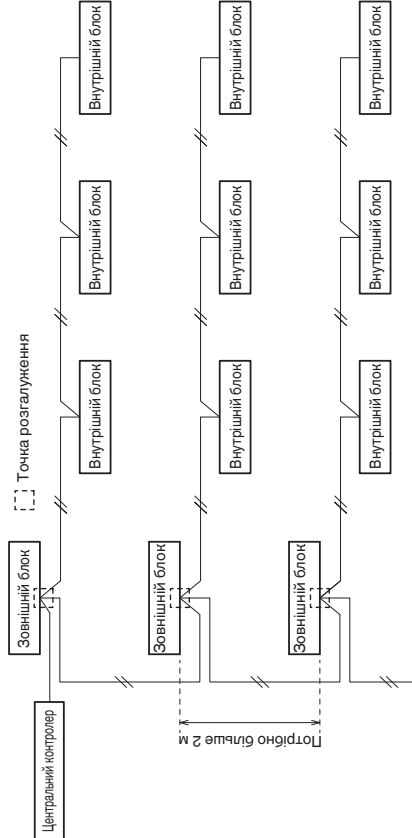 Точка розгалуження
Центральний контролер
Зовнішній блок
Внутрішній блок
Внутрішній блок
Внутрішній блок
Зовнішній блок
Внутрішній блок
Внутрішній блок
Внутрішній блок
Потрібно більше 2 м
Зовнішній блок
Внутрішній блок
Внутрішній блок
Внутрішній блок